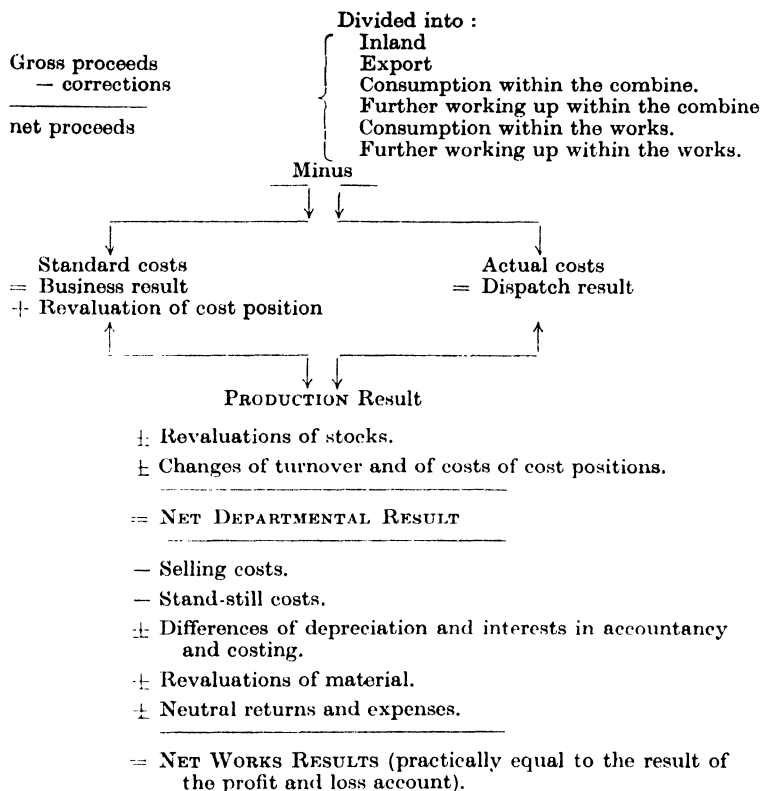 Divided into :
Gross proceeds
— corrections
net proceeds
Inland
Export
Consumption within the combine.
Further working up within the combine
Consumption within the works.
Further working up within the works.
Minus
Standard costs
= Business result
+ Revaluation of cost position
Actual costs
= Dispatch result
PRODUCTION Result
± Revaluations of stocks.
± Changes of turnover and of costs of cost positions.
= NET DEPARTMENTAL RESULT
— Selling costs.
— Stand-still costs.
± Differences of depreciation and interests in accountancy
and costing.
± Revaluations of material.
± Neutral returns and expenses.
= NET WORKS RESULTS (practically equal to the result of
the profit and loss account).